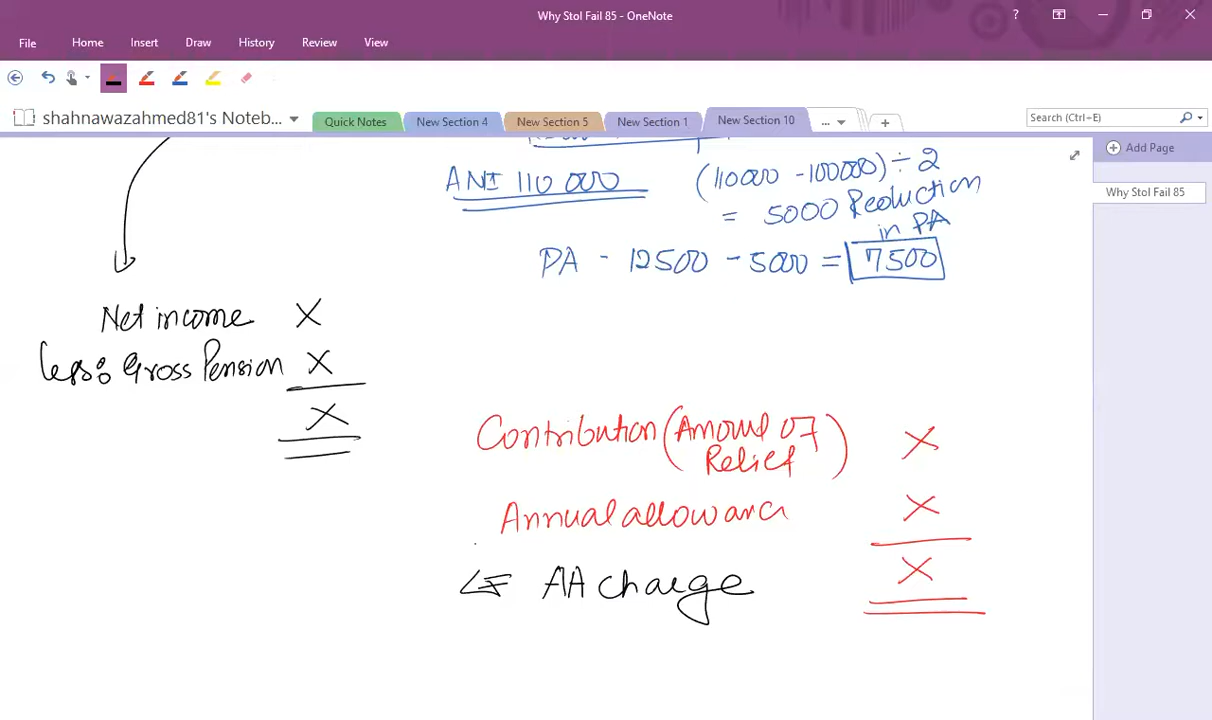 Why Stol Fail 85 - OneNote
?
File Home Insert Draw History Review View
shahnawazahmed81's Noteb...
Quick Notes New Section 4 New Section 5 New Section 1 New Section 10 ...
Search (Ctrl+E)
Add Page
Why Stol Fail 85
ANI 110 000
(110000 - 100000) ÷ 2
= 5000 Reduction
in PA
PA - 12500 - 5000 = 7500
Net income X
less: Gross Pension X
X
Contribution (Amount of X
Relief)
Annual allowance X
AA charge X